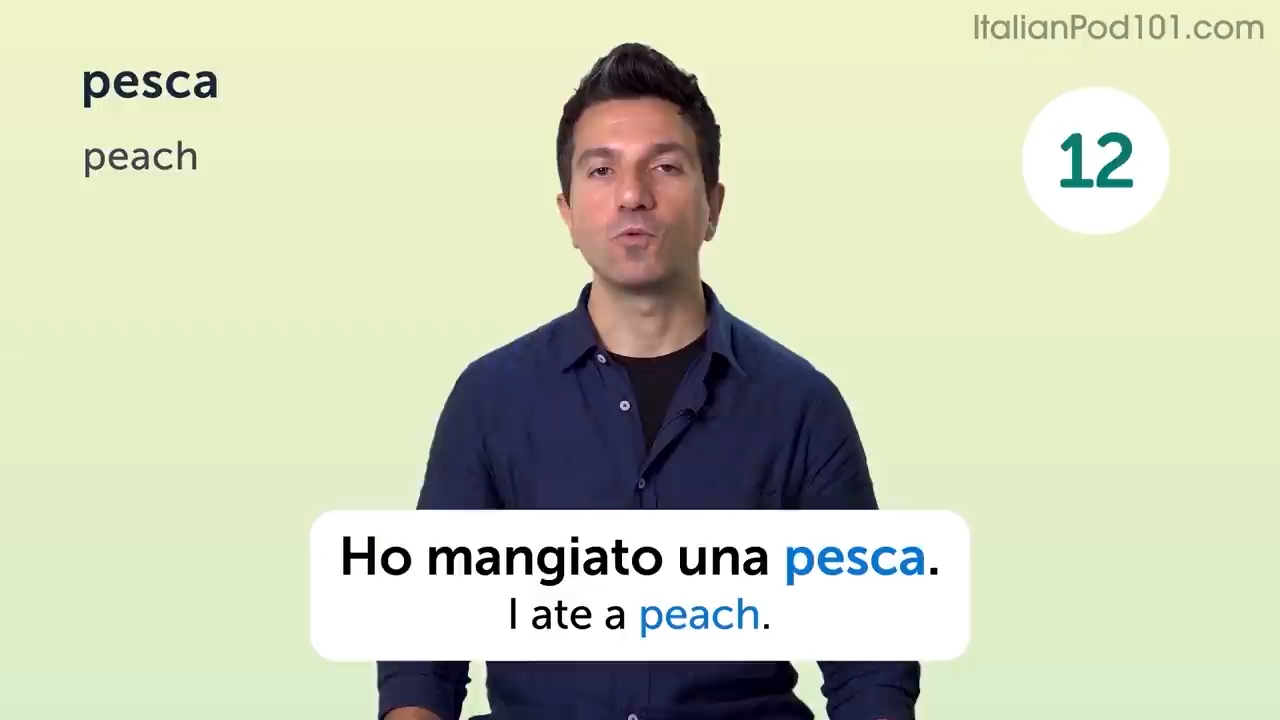 ItalianPod101.com
pesca
peach
12
Ho mangiato una pesca.
I ate a peach.